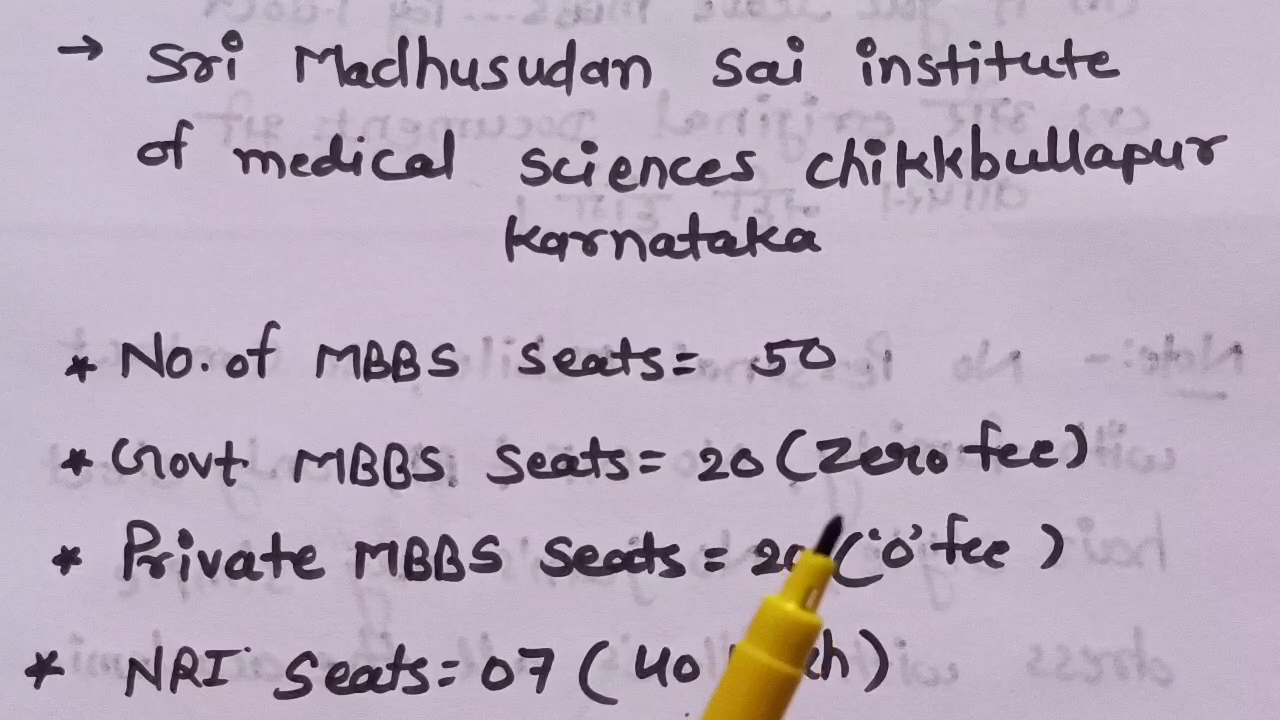 → Sri Madhusudan Sai institute
of medical sciences chikkbullapur
Karnataka
* No. of MBBS seats = 50
* Govt MBBS seats = 20 (Zero fee)
* Private MBBS seats = 20 ('0' fee)
* NRI seats = 07 (40